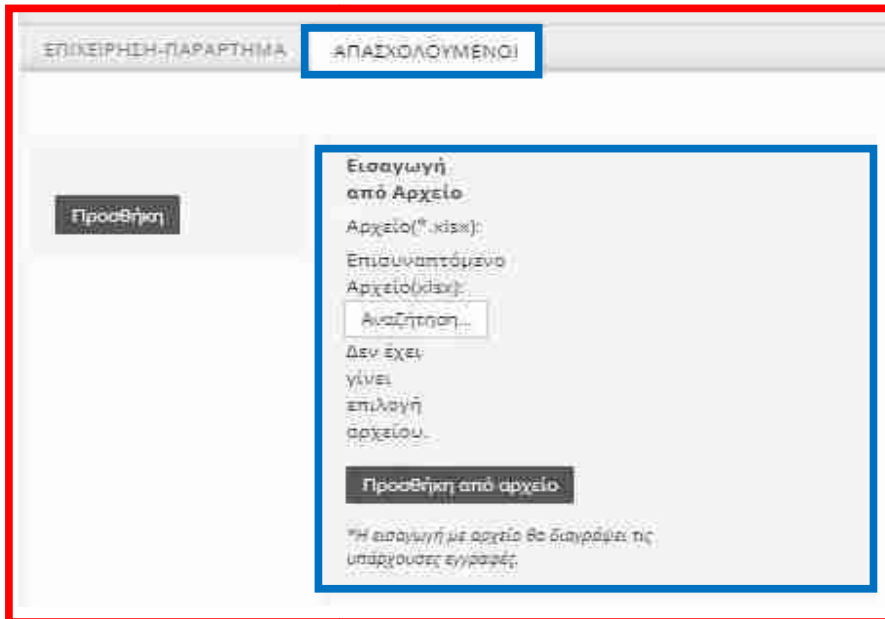 ΕΠΙΧΕΙΡΗΣΗ-ΠΑΡΑΡΤΗΜΑ ΑΠΑΣΧΟΛΟΥΜΕΝΟΙ
Προσθήκη
Εισαγωγή
από Αρχείο
Αρχείο(*.xlsx):
Επισυναπτόμενο
Αρχείο(xlsx):
Αναζήτηση...
Δεν έχει
γίνει
επιλογή
αρχείου.
Προσθήκη από αρχείο
*Η εισαγωγή με αρχείο θα διαγράψει τις
υπάρχουσες εγγραφές.